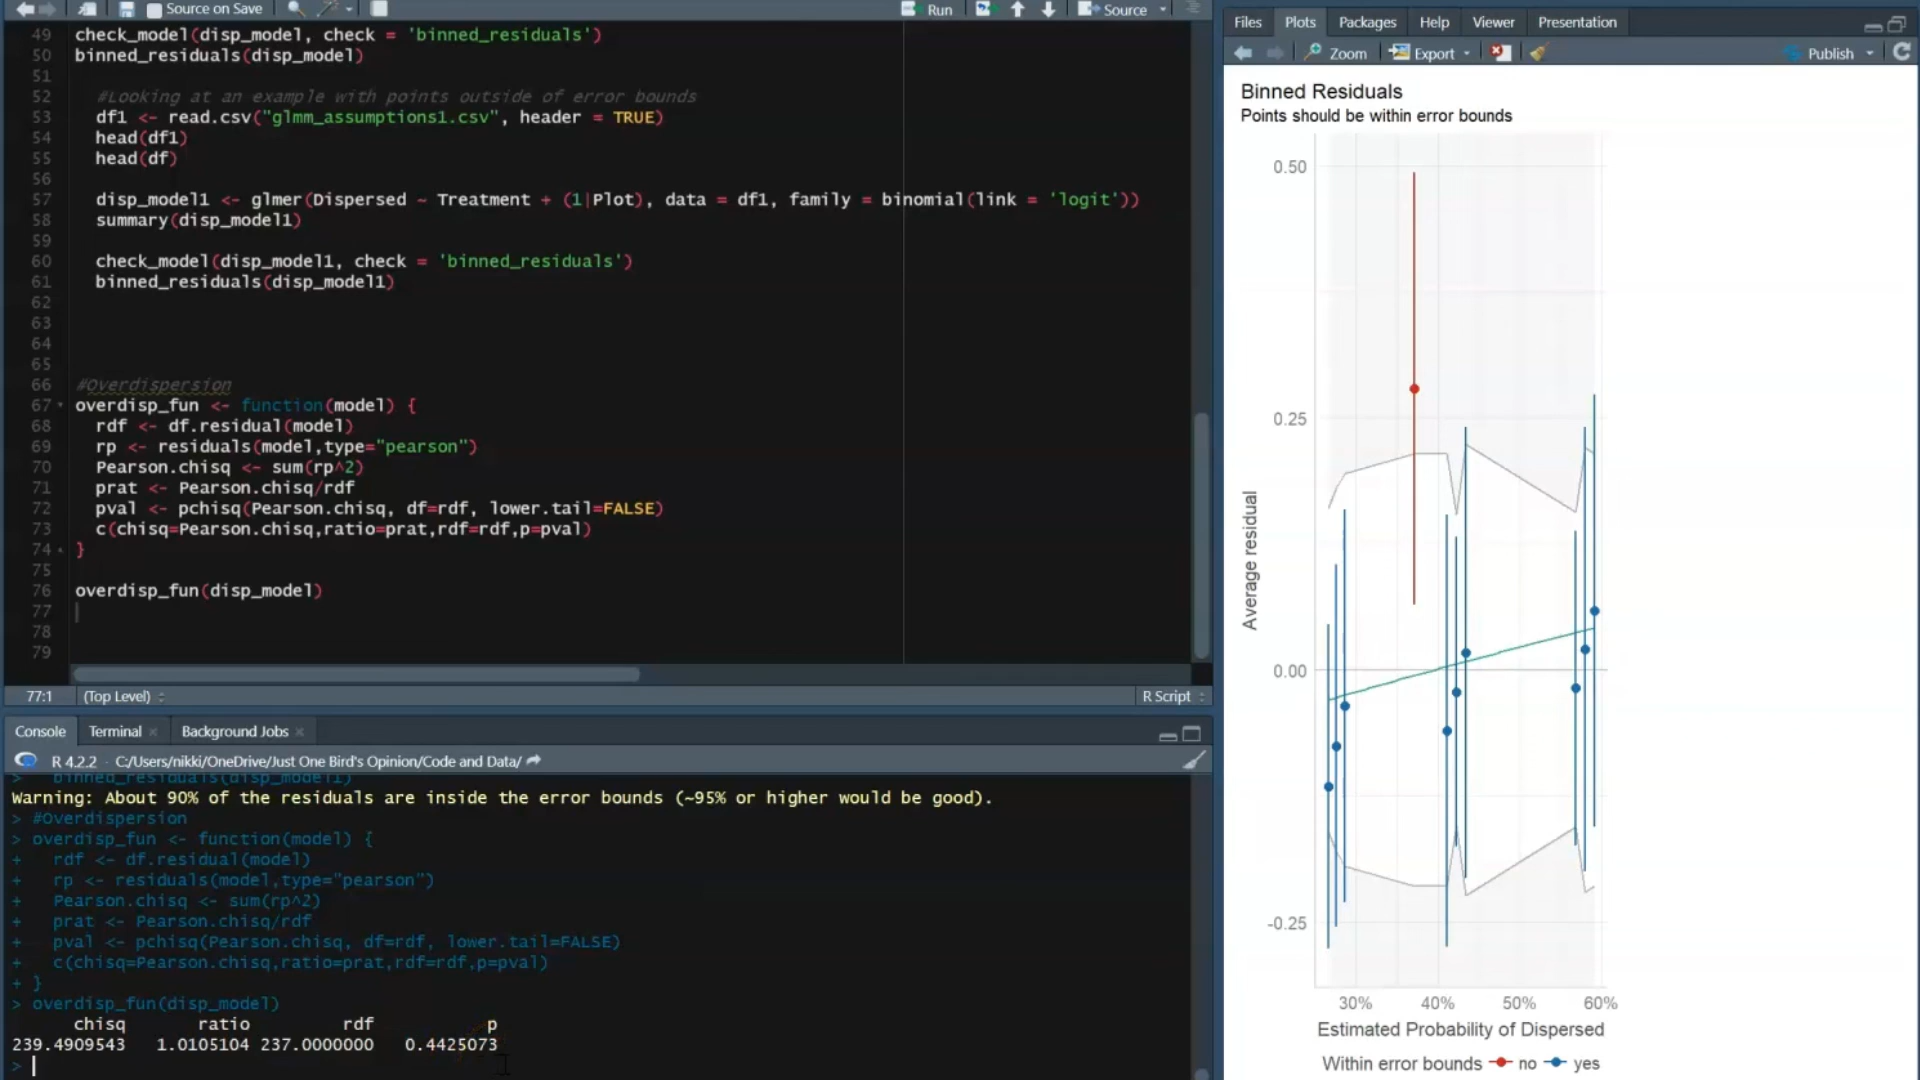 Source on Save
Run
Source
49 check_model(disp_model, check = 'binned_residuals')
50 binned_residuals(disp_model)
51
52 #Looking at an example with points outside of error bounds
53 df1 <- read.csv("glmm_assumptions1.csv", header = TRUE)
54 head(df1)
55 head(df)
56
57 disp_model1 <- glmer(Dispersed ~ Treatment + (1|Plot), data = df1, family = binomial(link = 'logit'))
58 summary(disp_model1)
59
60 check_model(disp_model1, check = 'binned_residuals')
61 binned_residuals(disp_model1)
62
63
64
65
66 #Overdispersion
67 overdisp_fun <- function(model) {
68 rdf <- df.residual(model)
69 rp <- residuals(model,type="pearson")
70 Pearson.chisq <- sum(rp^2)
71 prat <- Pearson.chisq/rdf
72 pval <- pchisq(Pearson.chisq, df=rdf, lower.tail=FALSE)
73 c(chisq=Pearson.chisq,ratio=prat,rdf=rdf,p=pval)
74 }
75
76 overdisp_fun(disp_model)
77
78
79
77:1 (Top Level) R Script
Console Terminal Background Jobs
R 4.2.2 · C:/Users/nikki/OneDrive/Just One Bird's Opinion/Code and Data/
> binned_residuals(disp_model1)
Warning: About 90% of the residuals are inside the error bounds (~95% or higher would be good).
> #Overdispersion
> overdisp_fun <- function(model) {
+ rdf <- df.residual(model)
+ rp <- residuals(model,type="pearson")
+ Pearson.chisq <- sum(rp^2)
+ prat <- Pearson.chisq/rdf
+ pval <- pchisq(Pearson.chisq, df=rdf, lower.tail=FALSE)
+ c(chisq=Pearson.chisq,ratio=prat,rdf=rdf,p=pval)
+ }
> overdisp_fun(disp_model)
chisq ratio rdf p
239.4909543 1.0105104 237.0000000 0.4425073
>
Files Plots Packages Help Viewer Presentation
Zoom Export Publish
Binned Residuals
Points should be within error bounds
0.50
0.25
0.00
-0.25
Average residual
30% 40% 50% 60%
Estimated Probability of Dispersed
Within error bounds no yes